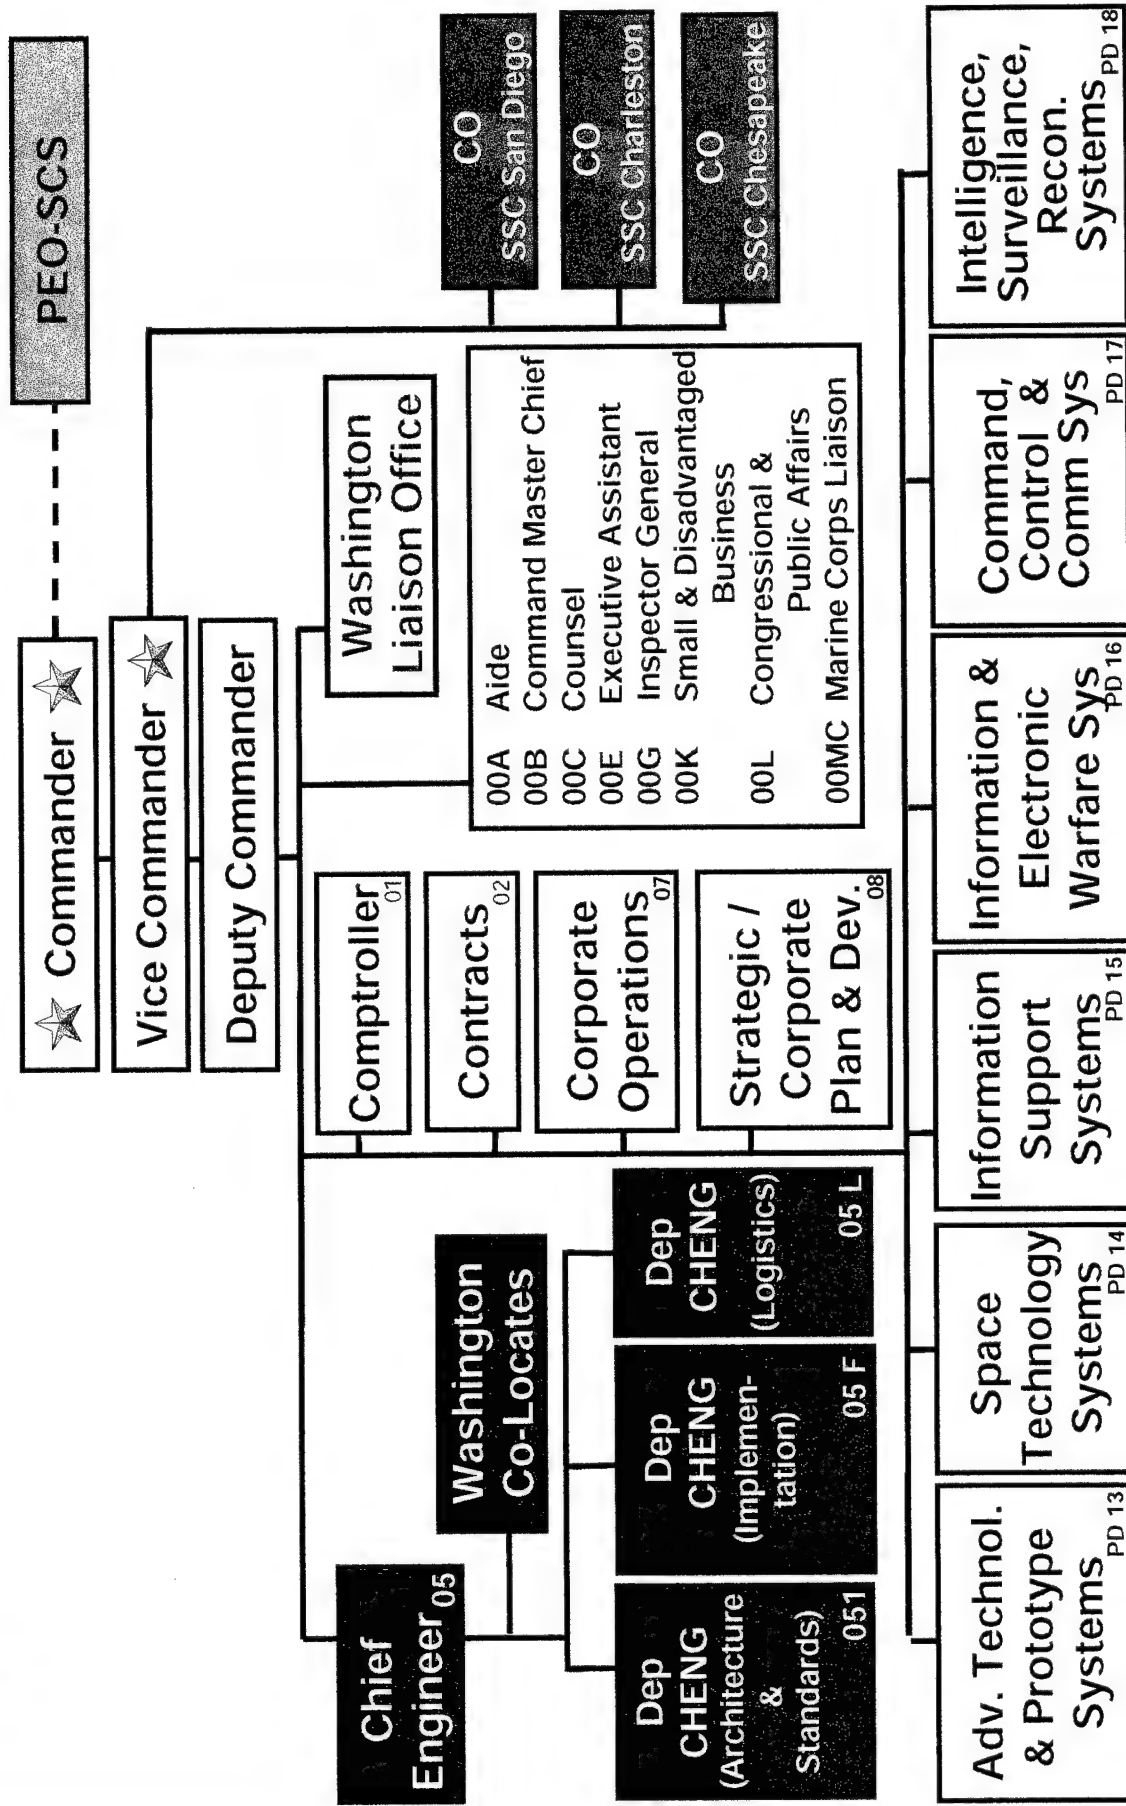 PEO-SCS
Commander
Vice Commander
Deputy Commander
Washington
Liaison Office
CO
SSC San Diego
CO
SSC Charleston
CO
SSC Chesapeake
00A Aide
00B Command Master Chief
00C Counsel
00E Executive Assistant
00G Inspector General
00K Small & Disadvantaged
Business
00L Congressional &
Public Affairs
00MC Marine Corps Liaison
Comptroller
01
Contracts
02
Corporate
Operations
07
Strategic /
Corporate
Plan & Dev.
08
Chief
Engineer
05
Washington
Co-Locates
Dep
CHENG
(Architecture
&
Standards)
051
Dep
CHENG
(Implemen-
tation)
05 F
Dep
CHENG
(Logistics)
05 L
Adv. Technol.
& Prototype
Systems
PD 13
Space
Technology
Systems
PD 14
Information
Support
Systems
PD 15
Information &
Electronic
Warfare Sys
PD 16
Command,
Control &
Comm Sys
PD 17
Intelligence,
Surveillance,
Recon.
Systems
PD 18